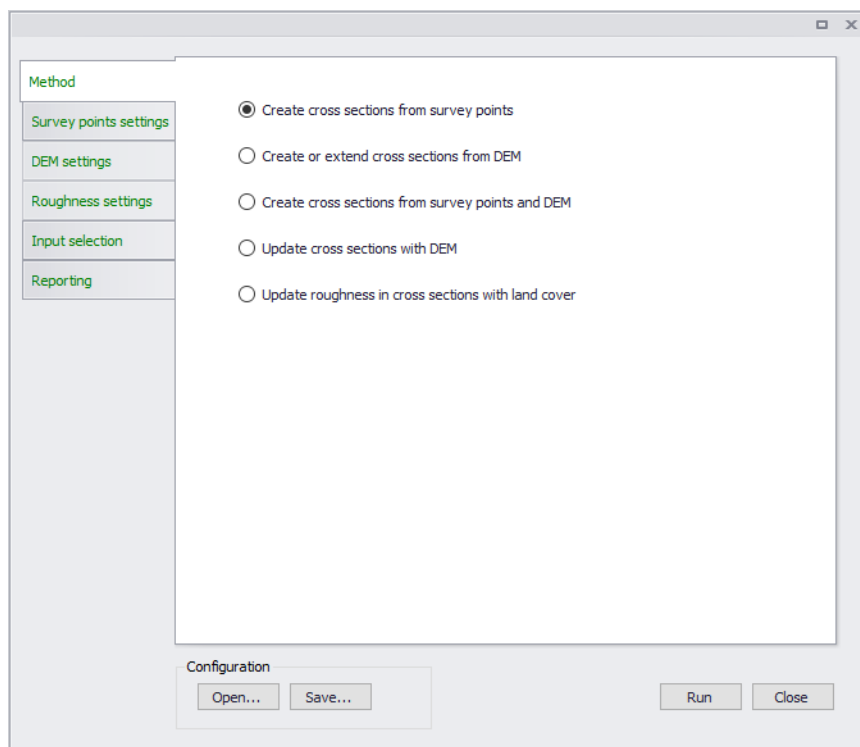 Method
Survey points settings
DEM settings
Roughness settings
Input selection
Reporting
Create cross sections from survey points
Create or extend cross sections from DEM
Create cross sections from survey points and DEM
Update cross sections with DEM
Update roughness in cross sections with land cover
Configuration
Open...
Save...
Run
Close